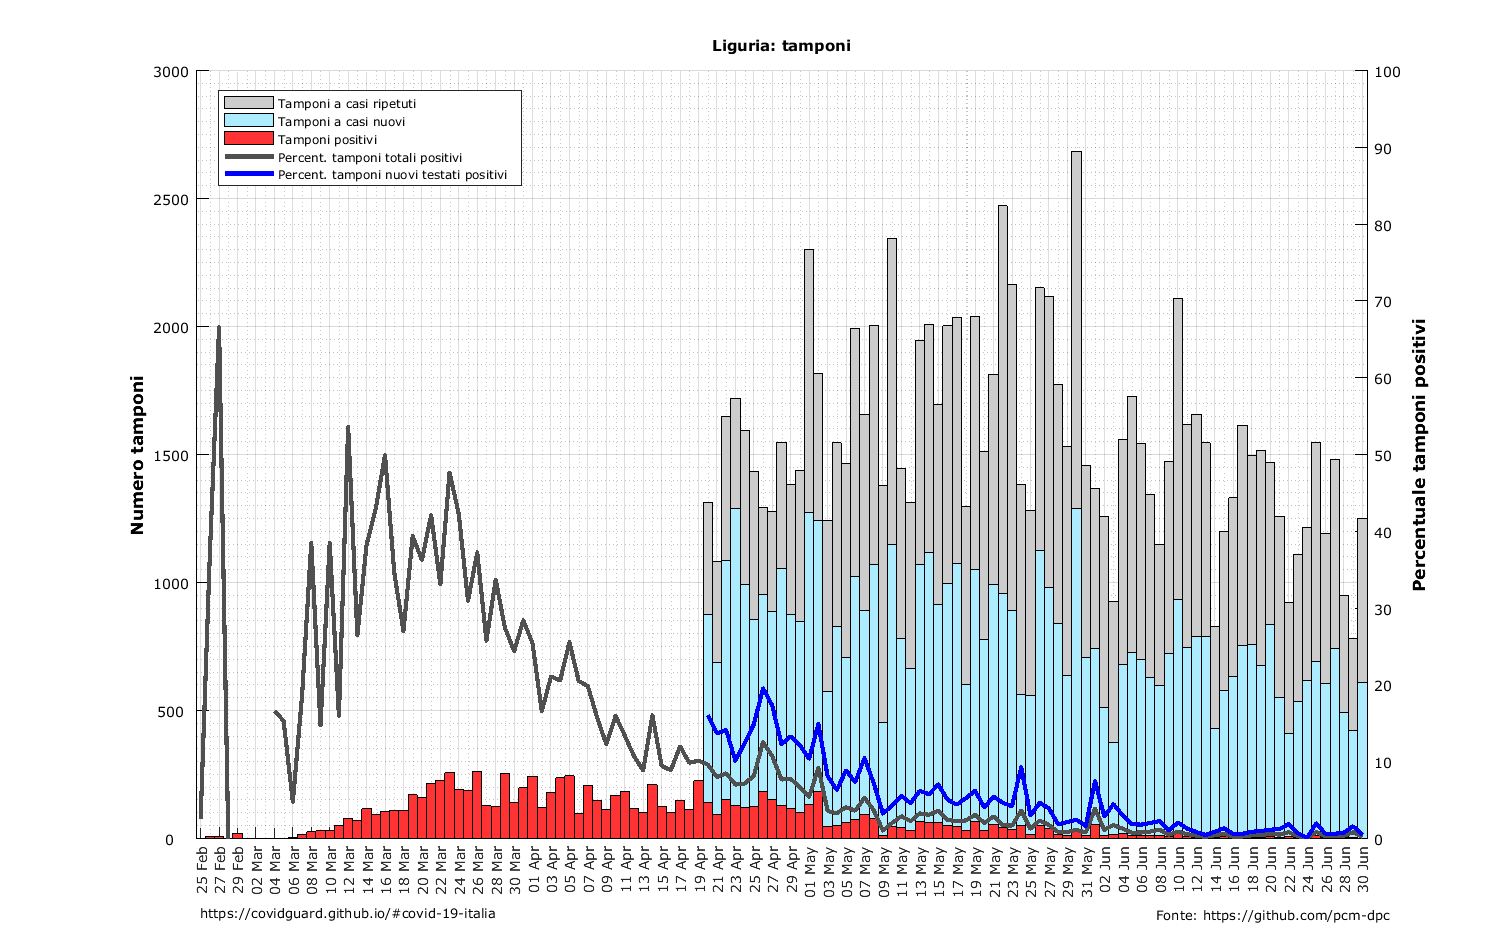 Liguria: tamponi
3000
2500
2000
1500
1000
500
0
Numero tamponi
Tamponi a casi ripetuti
Tamponi a casi nuovi
Tamponi positivi
Percent. tamponi totali positivi
Percent. tamponi nuovi testati positivi
100
90
80
70
60
50
40
30
20
10
0
Percentuale tamponi positivi
25 Feb
27 Feb
29 Feb
02 Mar
04 Mar
06 Mar
08 Mar
10 Mar
12 Mar
14 Mar
16 Mar
18 Mar
20 Mar
22 Mar
24 Mar
26 Mar
28 Mar
30 Mar
01 Apr
03 Apr
05 Apr
07 Apr
09 Apr
11 Apr
13 Apr
15 Apr
17 Apr
19 Apr
21 Apr
23 Apr
25 Apr
27 Apr
29 Apr
01 May
03 May
05 May
07 May
09 May
11 May
13 May
15 May
17 May
19 May
21 May
23 May
25 May
27 May
29 May
31 May
02 Jun
04 Jun
06 Jun
08 Jun
10 Jun
12 Jun
14 Jun
16 Jun
18 Jun
20 Jun
22 Jun
24 Jun
26 Jun
28 Jun
30 Jun
https://covidguard.github.io/#covid-19-italia
Fonte: https://github.com/pcm-dpc